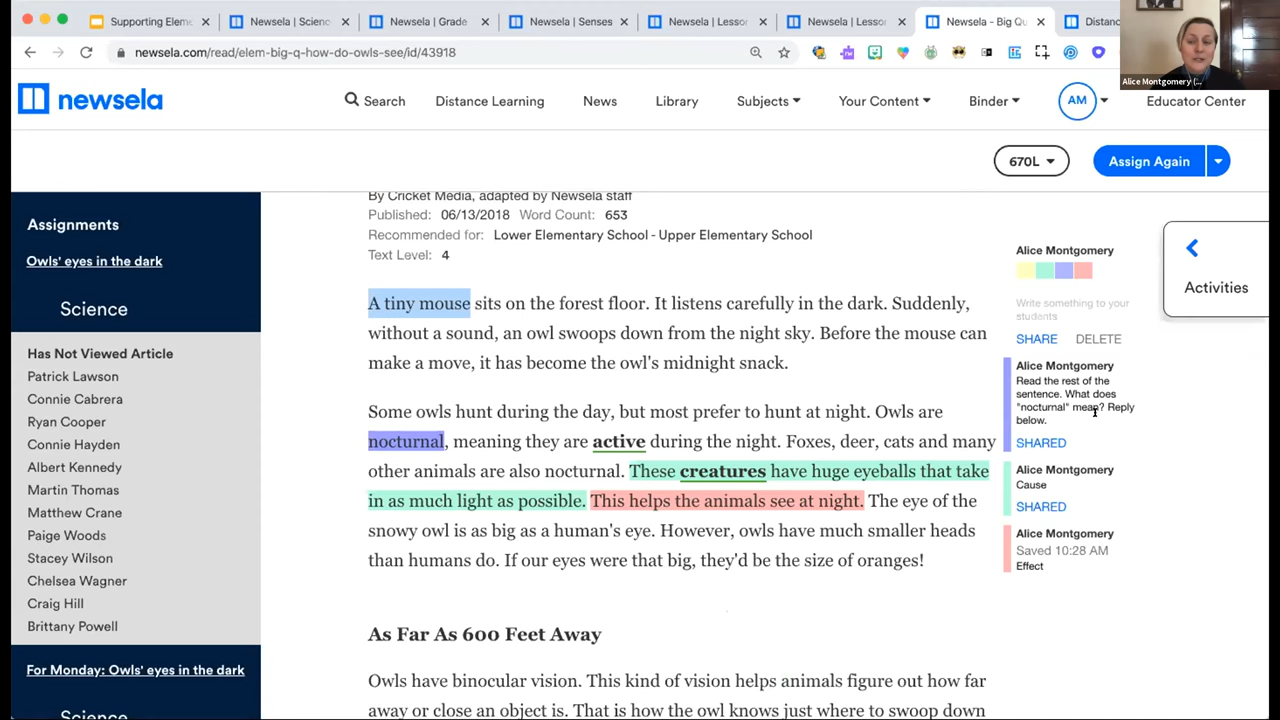 Supporting Elem
Newsela | Scienc
Newsela | Grade
Newsela | Senses
Newsela | Lesso
Newsela | Lesso
Newsela - Big Qu
Distanc
newsela.com/read/elem-big-q-how-do-owls-see/id/43918
Alice Montgomery (...
newsela
Search
Distance Learning
News
Library
Subjects
Your Content
Binder
AM
Educator Center
670L
Assign Again
Assignments
Owls' eyes in the dark
Science
Has Not Viewed Article
Patrick Lawson
Connie Cabrera
Ryan Cooper
Connie Hayden
Albert Kennedy
Martin Thomas
Matthew Crane
Paige Woods
Stacey Wilson
Chelsea Wagner
Craig Hill
Brittany Powell
For Monday: Owls' eyes in the dark
Science
By Cricket Media, adapted by Newsela staff
Published: 06/13/2018 Word Count: 653
Recommended for: Lower Elementary School - Upper Elementary School
Text Level: 4
A tiny mouse sits on the forest floor. It listens carefully in the dark. Suddenly,
without a sound, an owl swoops down from the night sky. Before the mouse can
make a move, it has become the owl's midnight snack.
Some owls hunt during the day, but most prefer to hunt at night. Owls are
nocturnal, meaning they are active during the night. Foxes, deer, cats and many
other animals are also nocturnal. These creatures have huge eyeballs that take
in as much light as possible. This helps the animals see at night. The eye of the
snowy owl is as big as a human's eye. However, owls have much smaller heads
than humans do. If our eyes were that big, they'd be the size of oranges!
As Far As 600 Feet Away
Owls have binocular vision. This kind of vision helps animals figure out how far
away or close an object is. That is how the owl knows just where to swoop down
Alice Montgomery
Write something to your
students
SHARE DELETE
Alice Montgomery
Read the rest of the
sentence. What does
"nocturnal" mean? Reply
below.
SHARED
Alice Montgomery
Cause
SHARED
Alice Montgomery
Saved 10:28 AM
Effect
Activities